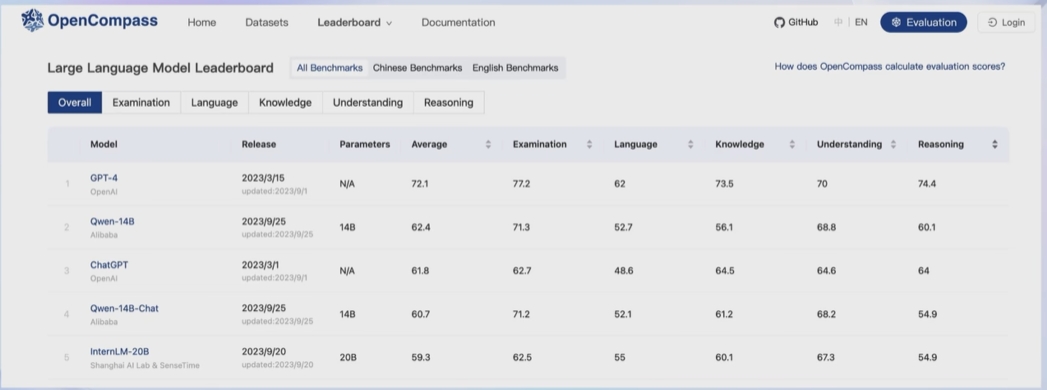 OpenCompass Home Datasets Leaderboard Documentation GitHub 中 EN Evaluation Login
Large Language Model Leaderboard All Benchmarks Chinese Benchmarks English Benchmarks How does OpenCompass calculate evaluation scores?
Overall Examination Language Knowledge Understanding Reasoning
Model Release Parameters Average Examination Language Knowledge Understanding Reasoning
1 GPT-4 2023/3/15 N/A 72.1 77.2 62 73.5 70 74.4
OpenAI updated:2023/9/1
2 Qwen-14B 2023/9/25 14B 62.4 71.3 52.7 56.1 68.8 60.1
Alibaba updated:2023/9/25
3 ChatGPT 2023/3/1 N/A 61.8 62.7 48.6 64.5 64.6 64
OpenAI updated:2023/9/1
4 Qwen-14B-Chat 2023/9/25 14B 60.7 71.2 52.1 61.2 68.2 54.9
Alibaba updated:2023/9/25
5 InternLM-20B 2023/9/20 20B 59.3 62.5 55 60.1 67.3 54.9
Shanghai AI Lab & SenseTime updated:2023/9/20